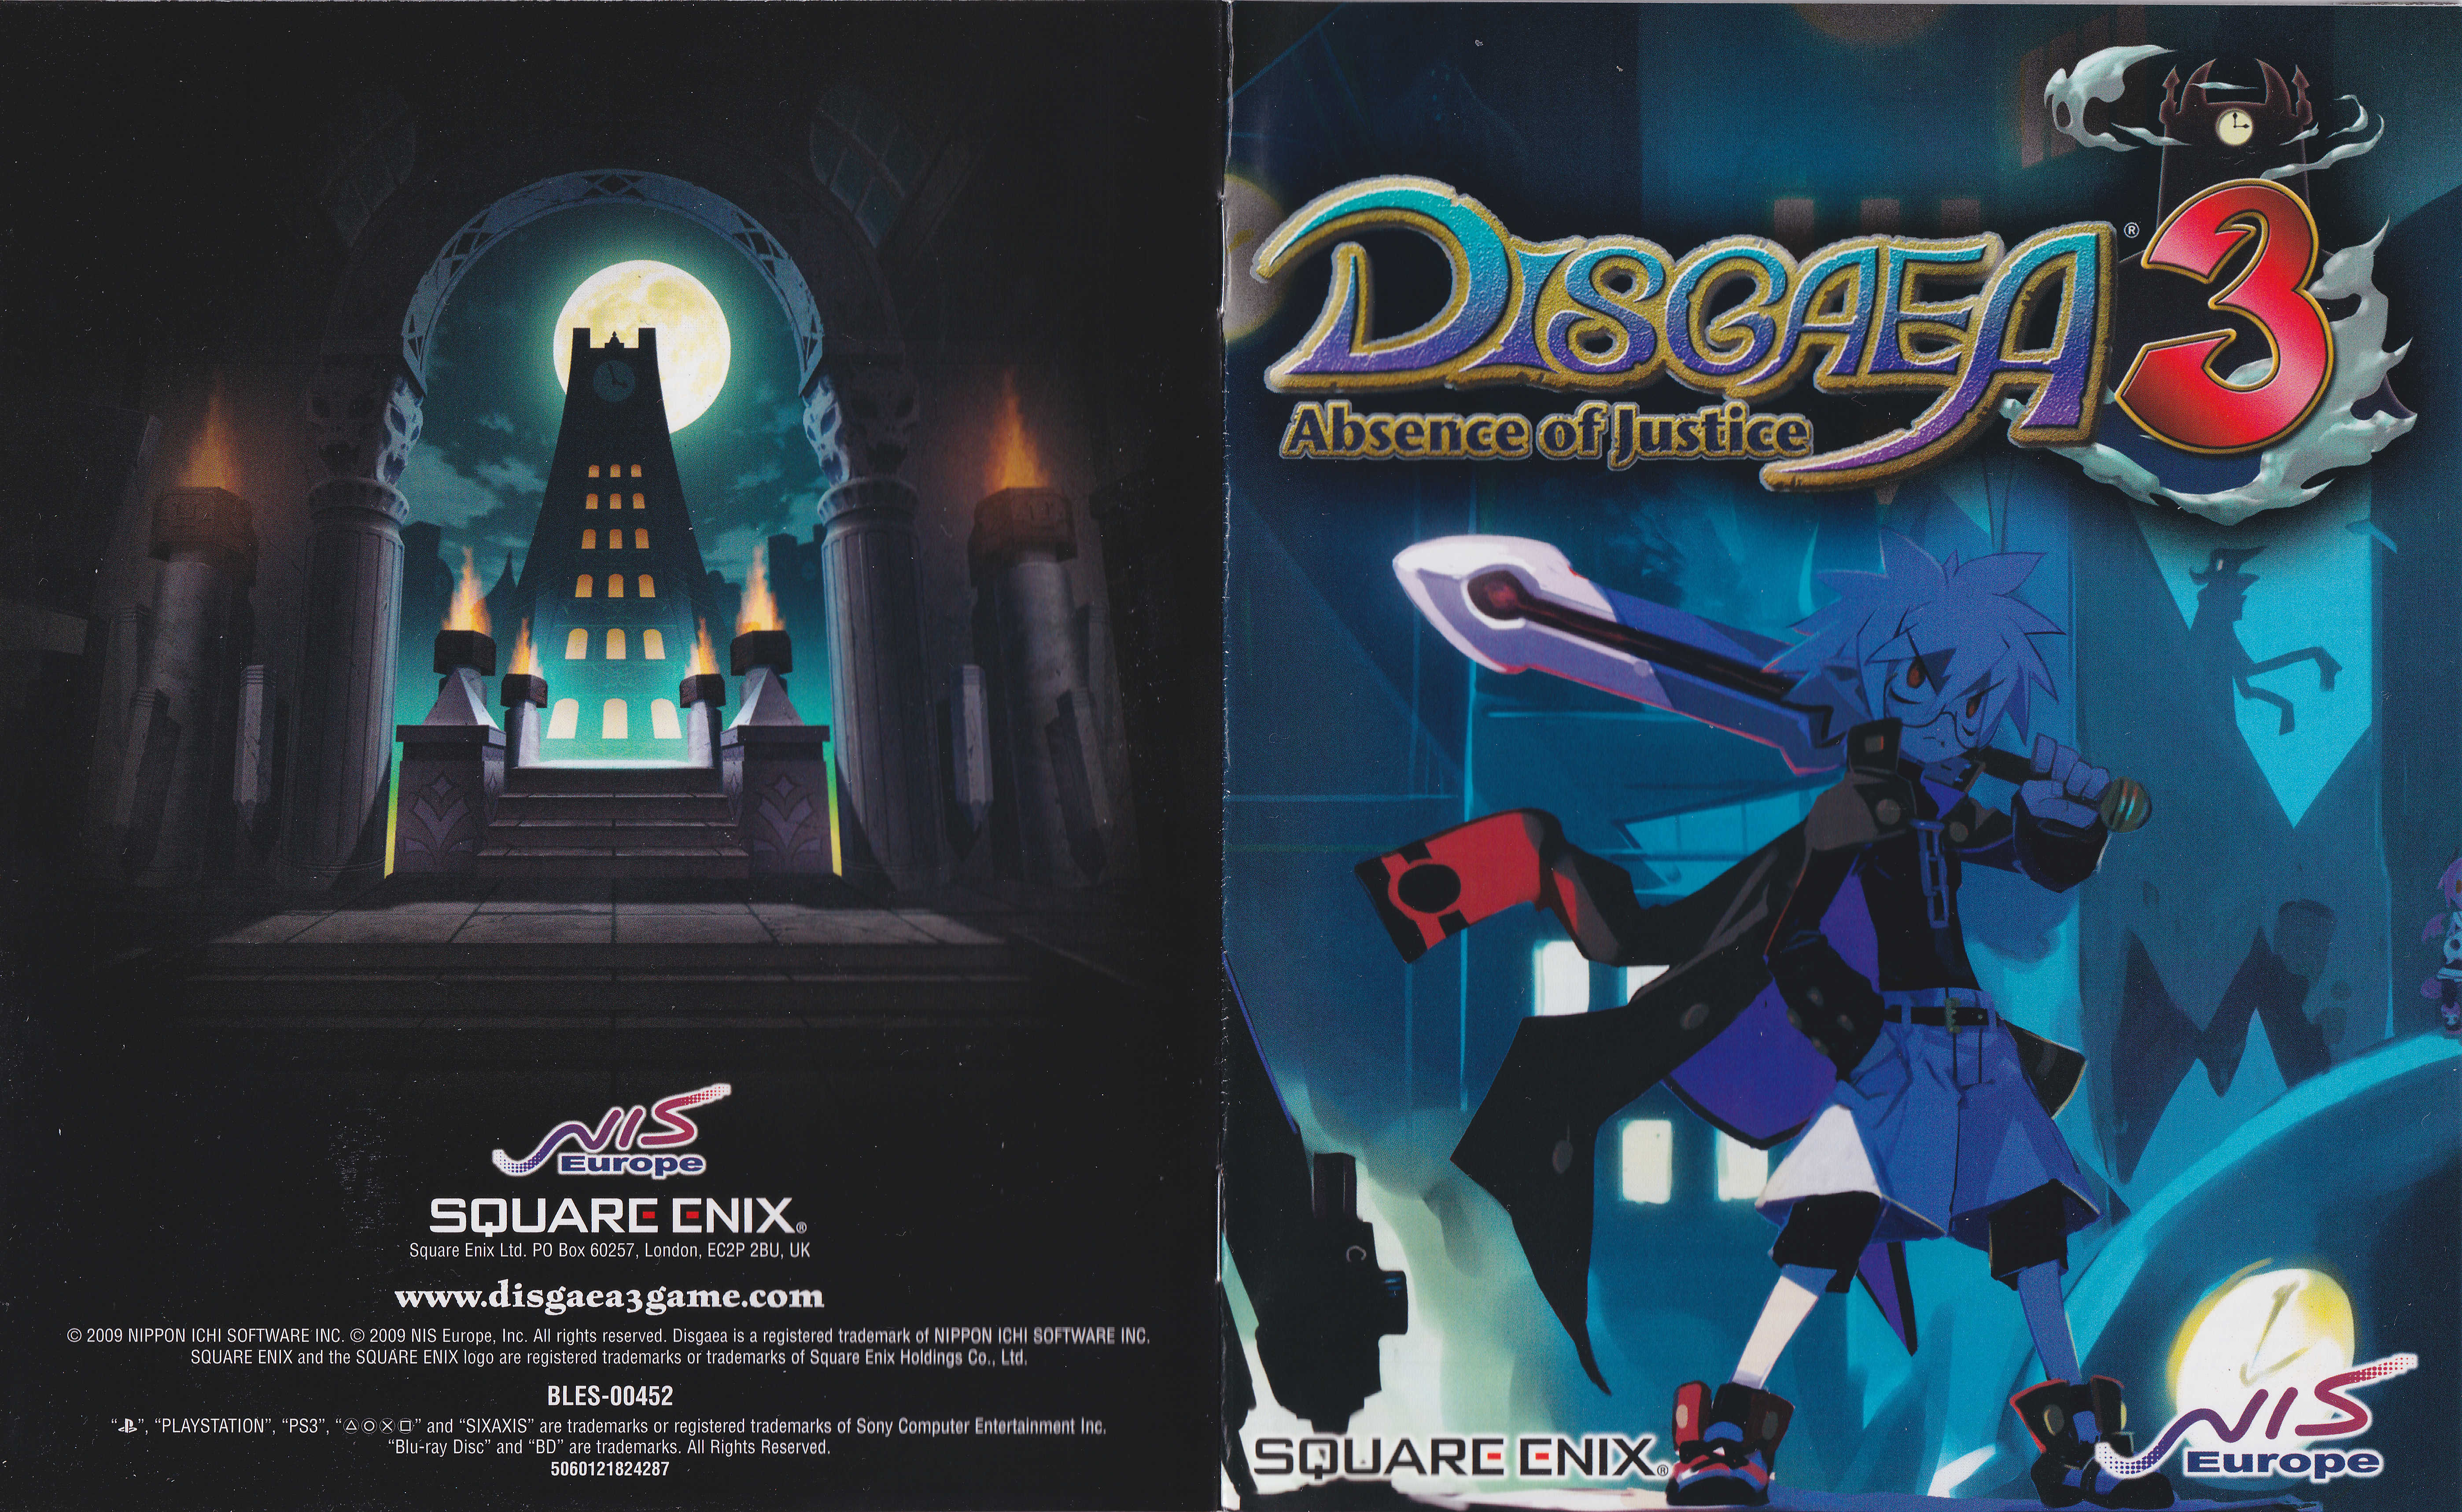 NIS
Europe
SQUARE ENIX®
Square Enix Ltd. PO Box 60257, London, EC2P 2BU, UK
www.disgaea3game.com
© 2009 NIPPON ICHI SOFTWARE INC. © 2009 NIS Europe, Inc. All rights reserved. Disgaea is a registered trademark of NIPPON ICHI SOFTWARE INC.
SQUARE ENIX and the SQUARE ENIX logo are registered trademarks or trademarks of Square Enix Holdings Co., Ltd.
BLES-00452
“ ”, “PLAYSTATION”, “PS3”, “△○✕□” and “SIXAXIS” are trademarks or registered trademarks of Sony Computer Entertainment Inc.
“Blu-ray Disc” and “BD” are trademarks. All Rights Reserved.
5060121824287
DISGAEA® 3
Absence of Justice
SQUARE ENIX®
NIS
Europe